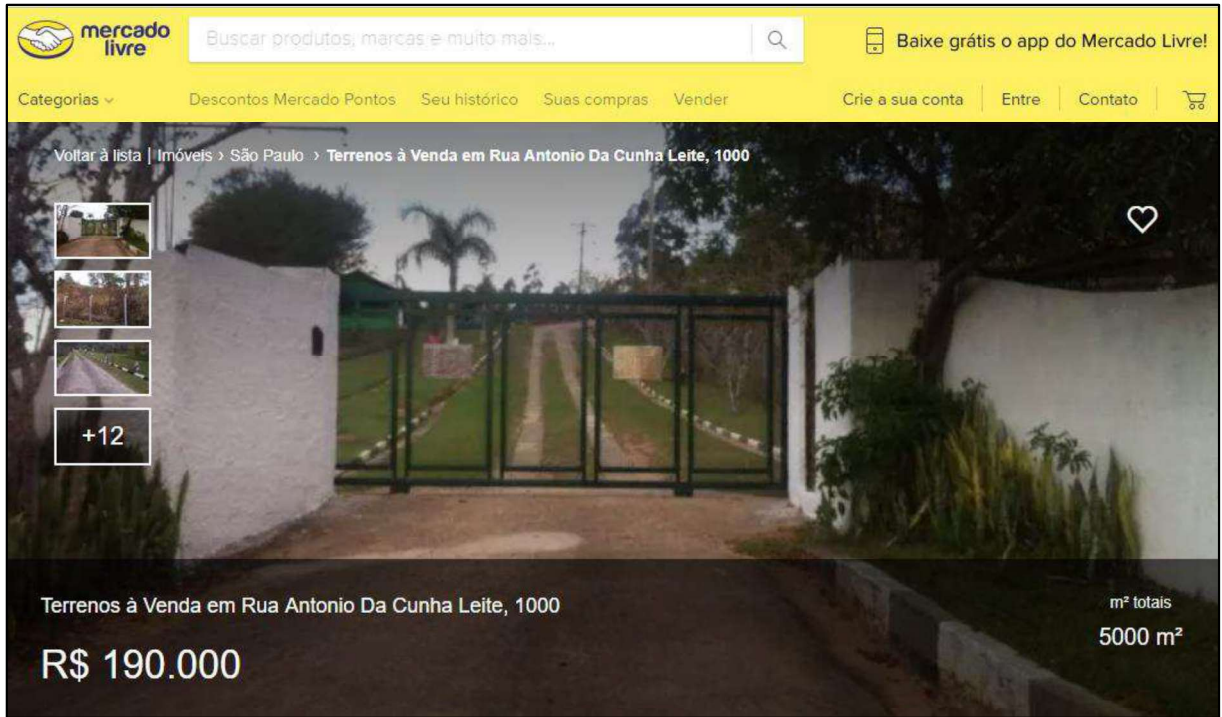 mercado
livre
Buscar produtos, marcas e muito mais...
Baixe grátis o app do Mercado Livre!
Categorias
Descontos Mercado Pontos
Seu histórico
Suas compras
Vender
Crie a sua conta
Entre
Contato
Voltar à lista | Imóveis › São Paulo › Terrenos à Venda em Rua Antonio Da Cunha Leite, 1000
+12
Terrenos à Venda em Rua Antonio Da Cunha Leite, 1000
m² totais
5000 m²
R$ 190.000